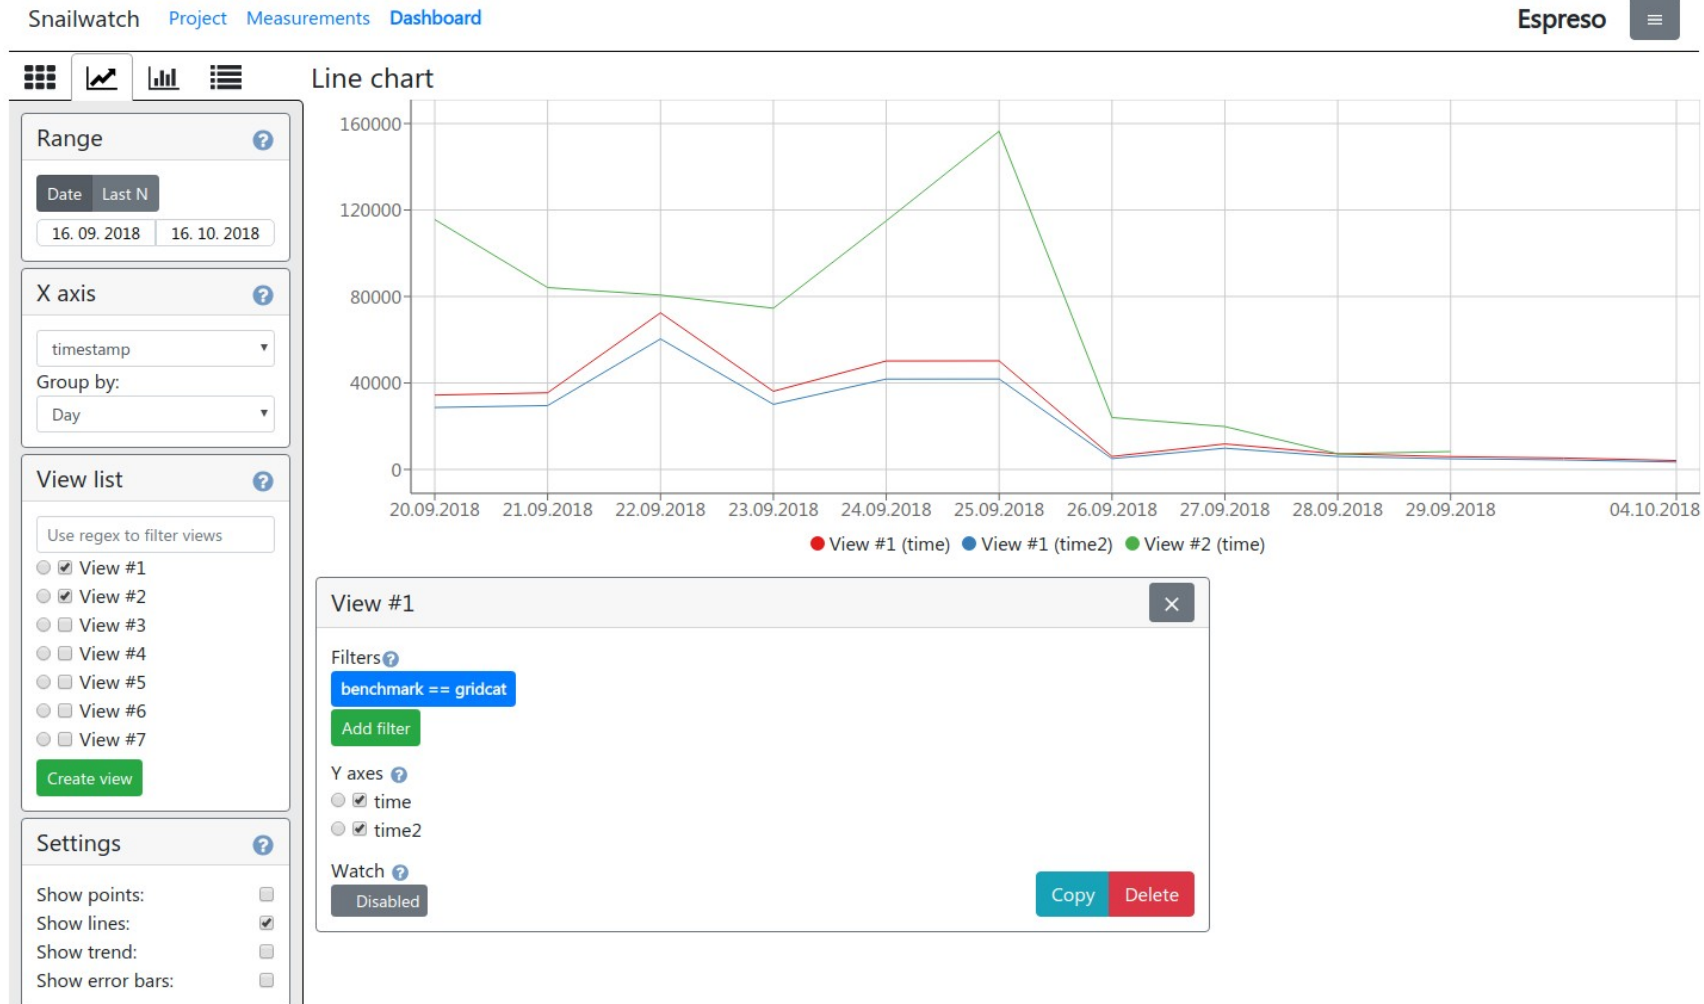 Snailwatch Project Measurements Dashboard Espreso
Line chart
Range
Date Last N
16. 09. 2018 16. 10. 2018
X axis
timestamp
Group by:
Day
View list
Use regex to filter views
View #1
View #2
View #3
View #4
View #5
View #6
View #7
Create view
Settings
Show points:
Show lines:
Show trend:
Show error bars:
160000
120000
80000
40000
0
20.09.2018 21.09.2018 22.09.2018 23.09.2018 24.09.2018 25.09.2018 26.09.2018 27.09.2018 28.09.2018 29.09.2018 04.10.2018
View #1 (time) View #1 (time2) View #2 (time)
View #1
Filters
benchmark == gridcat
Add filter
Y axes
time
time2
Watch
Disabled
Copy Delete